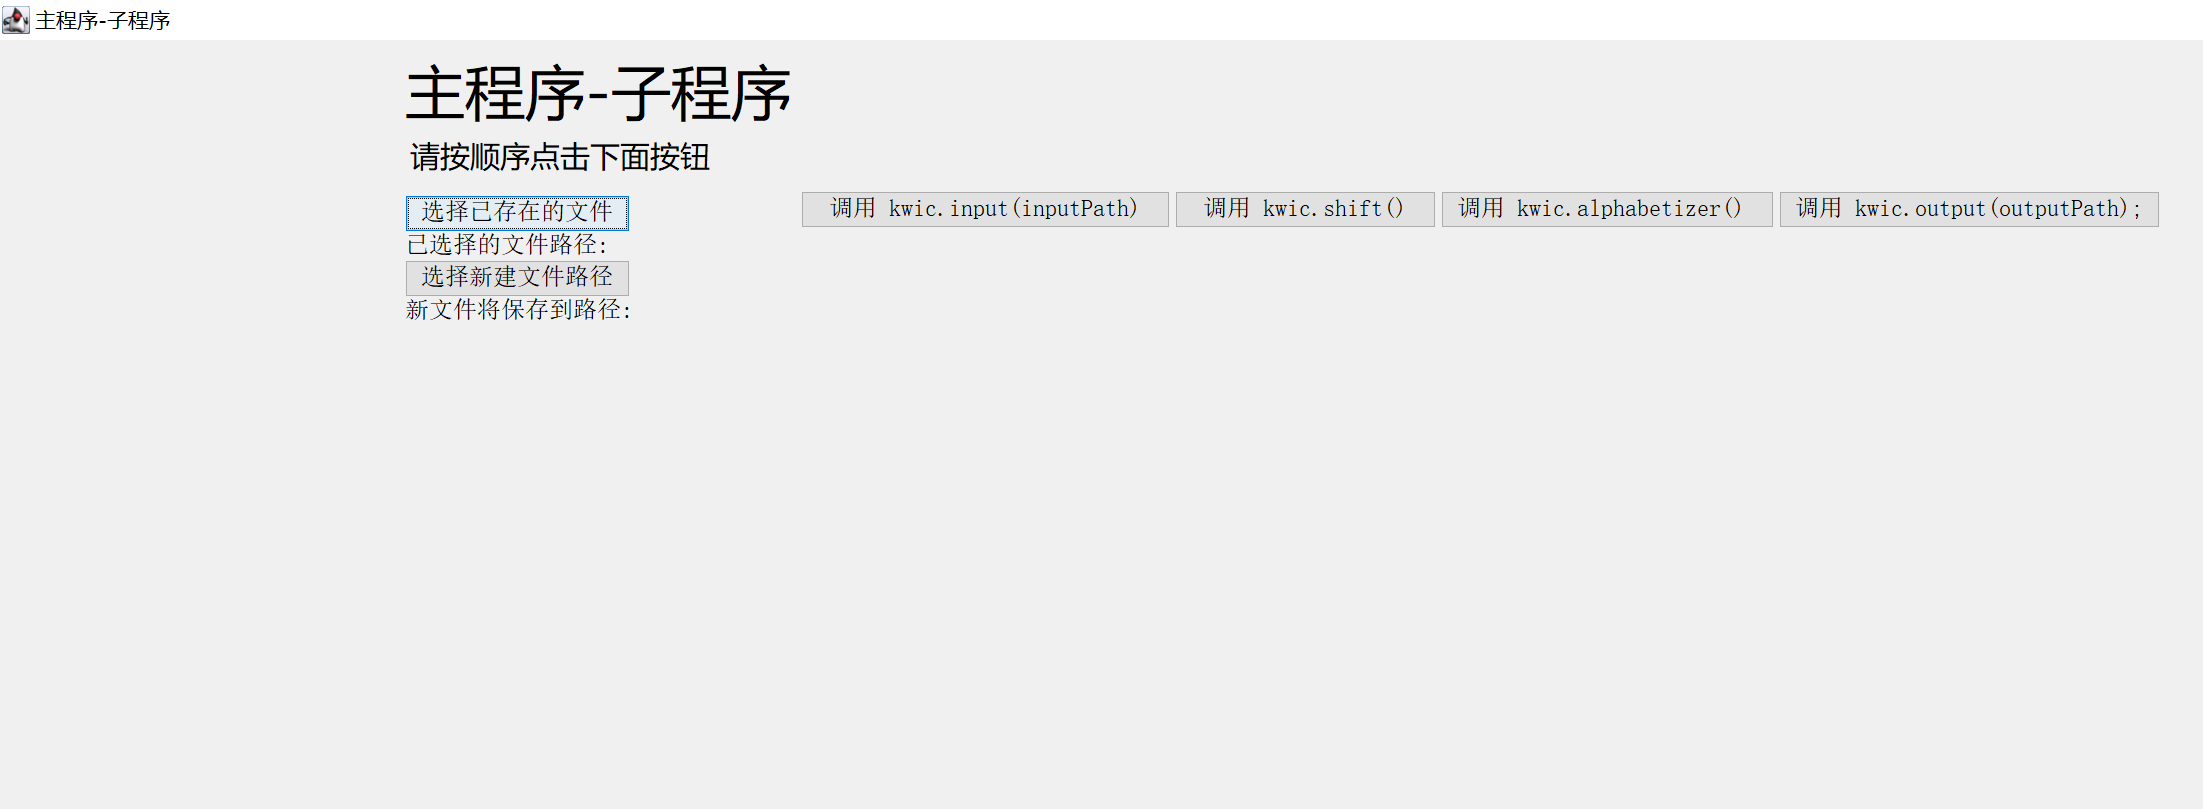 主程序-子程序
主程序-子程序
请按顺序点击下面按钮
选择已存在的文件
调用 kwic.input(inputPath)
调用 kwic.shift()
调用 kwic.alphabetizer()
调用 kwic.output(outputPath);
已选择的文件路径:
选择新建文件路径
新文件将保存到路径: